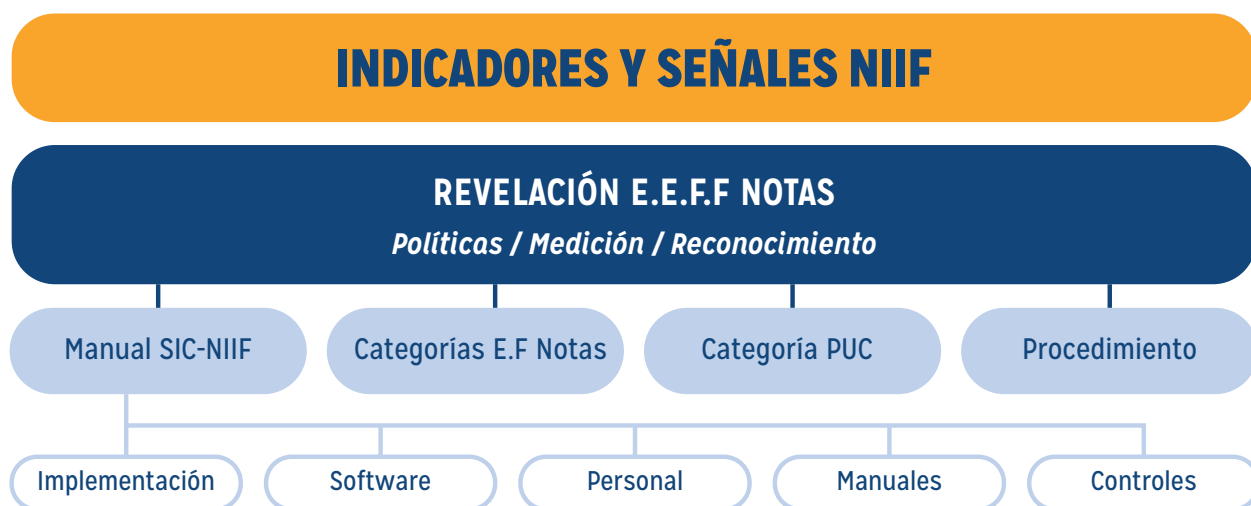 INDICADORES Y SEÑALES NIIF
REVELACIÓN E.E.F.F NOTAS
Políticas / Medición / Reconocimiento
Manual SIC-NIIF
Categorías E.F Notas
Categoría PUC
Procedimiento
Implementación
Software
Personal
Manuales
Controles